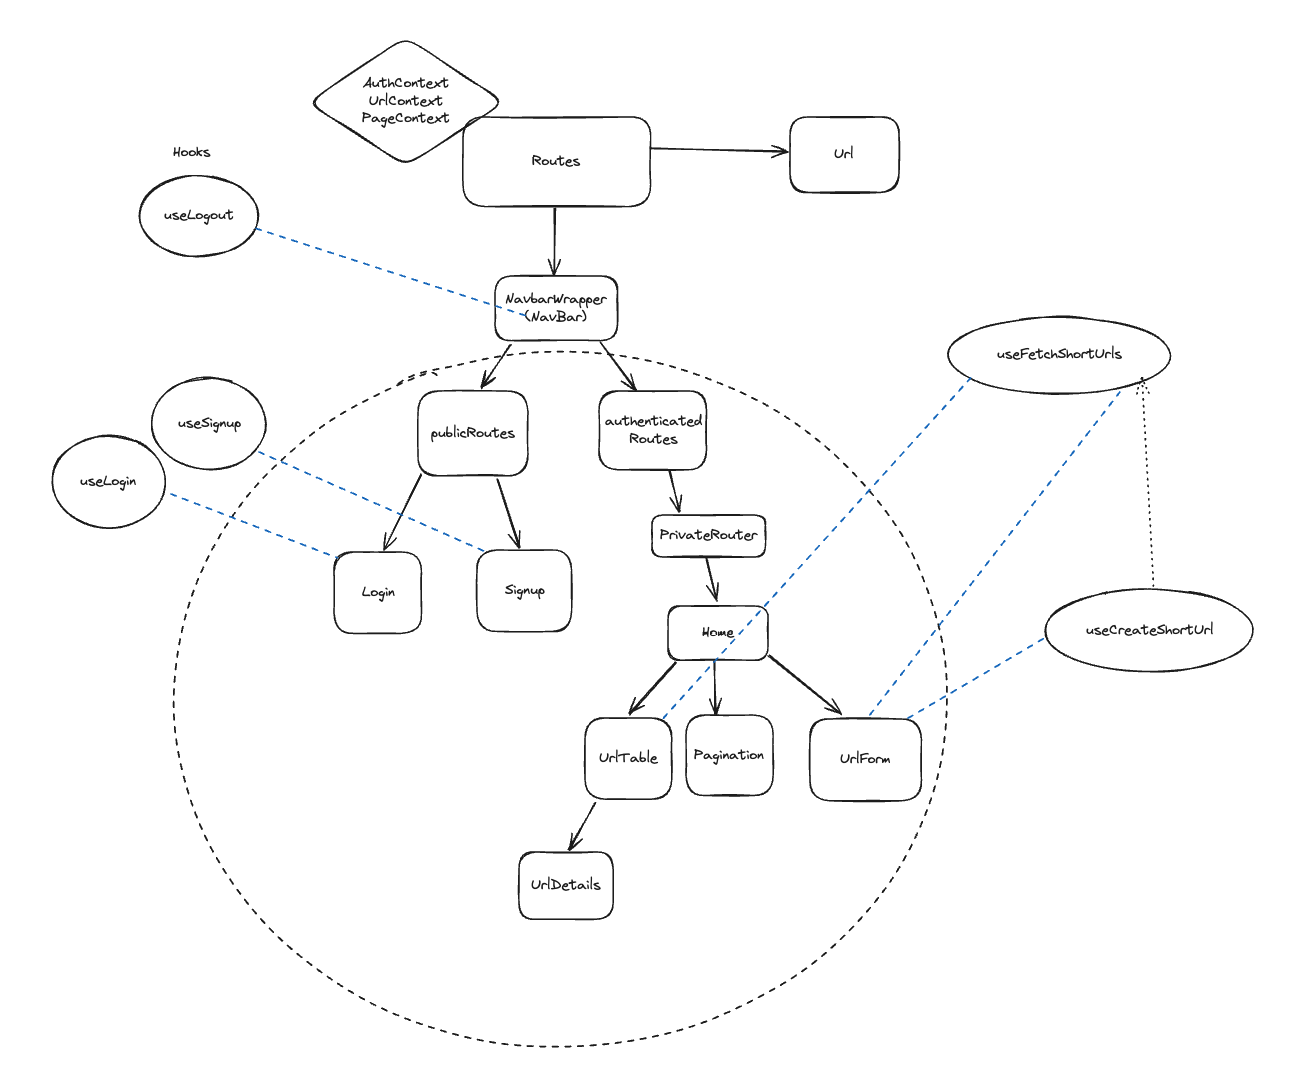 AuthContext
UrlContext
PageContext
Routes
Url
Hooks
useLogout
NavbarWrapper
(NavBar)
useFetchShortUrls
useSignup
publicRoutes
authenticated
Routes
useLogin
PrivateRouter
Login
Signup
Home
useCreateShortUrl
UrlTable
Pagination
UrlForm
UrlDetails